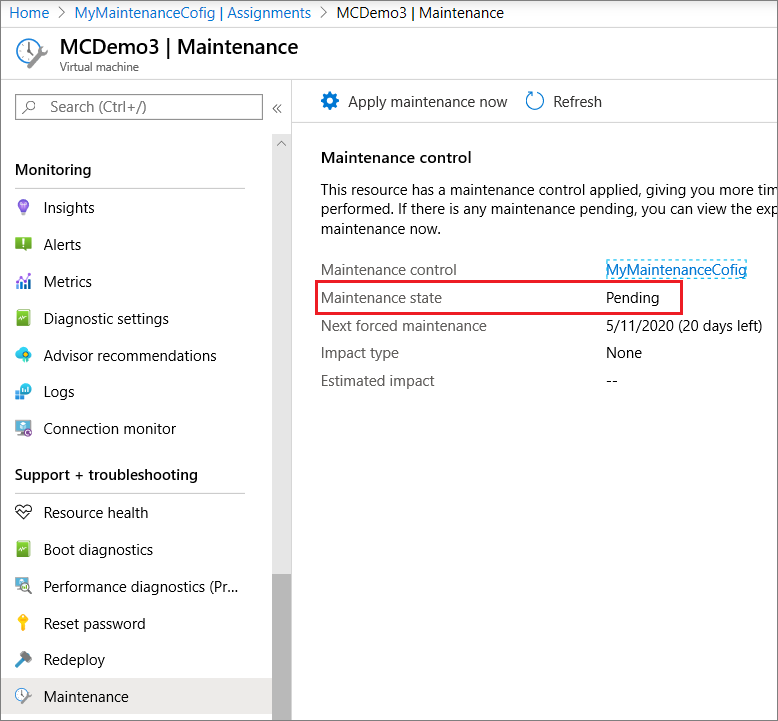 Home > MyMaintenanceCofig | Assignments > MCDemo3 | Maintenance
MCDemo3 | Maintenance
Virtual machine
Search (Ctrl+/)
«
Monitoring
Insights
Alerts
Metrics
Diagnostic settings
Advisor recommendations
Logs
Connection monitor
Support + troubleshooting
Resource health
Boot diagnostics
Performance diagnostics (Pr...
Reset password
Redeploy
Maintenance
Apply maintenance now
Refresh
Maintenance control
This resource has a maintenance control applied, giving you more tim
performed. If there is any maintenance pending, you can view the exp
maintenance now.
Maintenance control MyMaintenanceCofig
Maintenance state Pending
Next forced maintenance 5/11/2020 (20 days left)
Impact type None
Estimated impact --